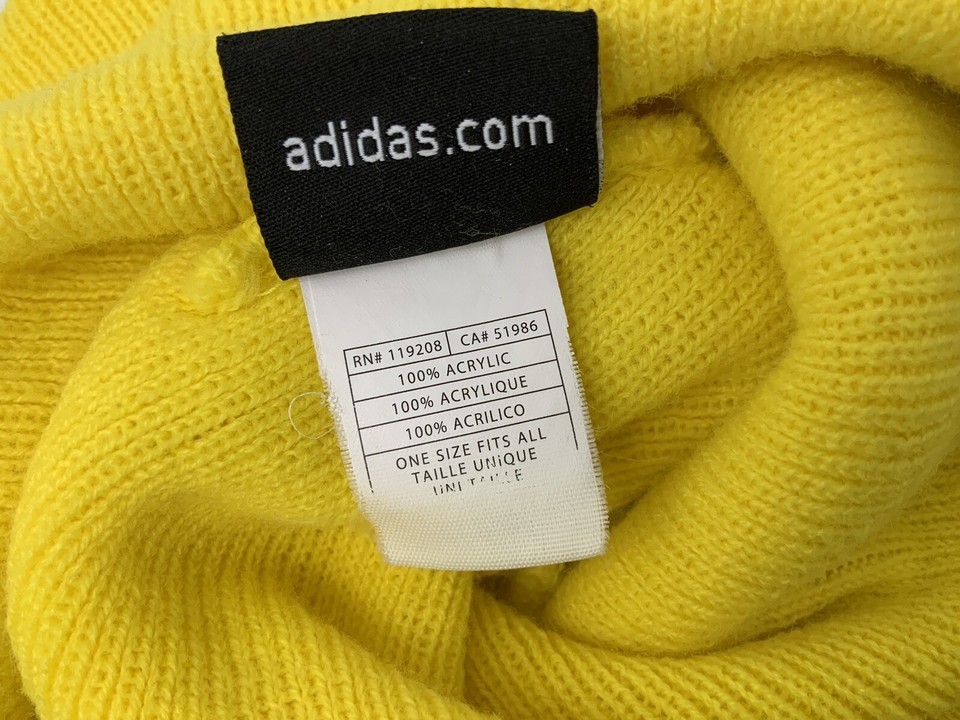 adidas.com
RN# 119208 CA# 51986
100% ACRYLIC
100% ACRYLIQUE
100% ACRILICO
ONE SIZE FITS ALL
TAILLE UNiQUE